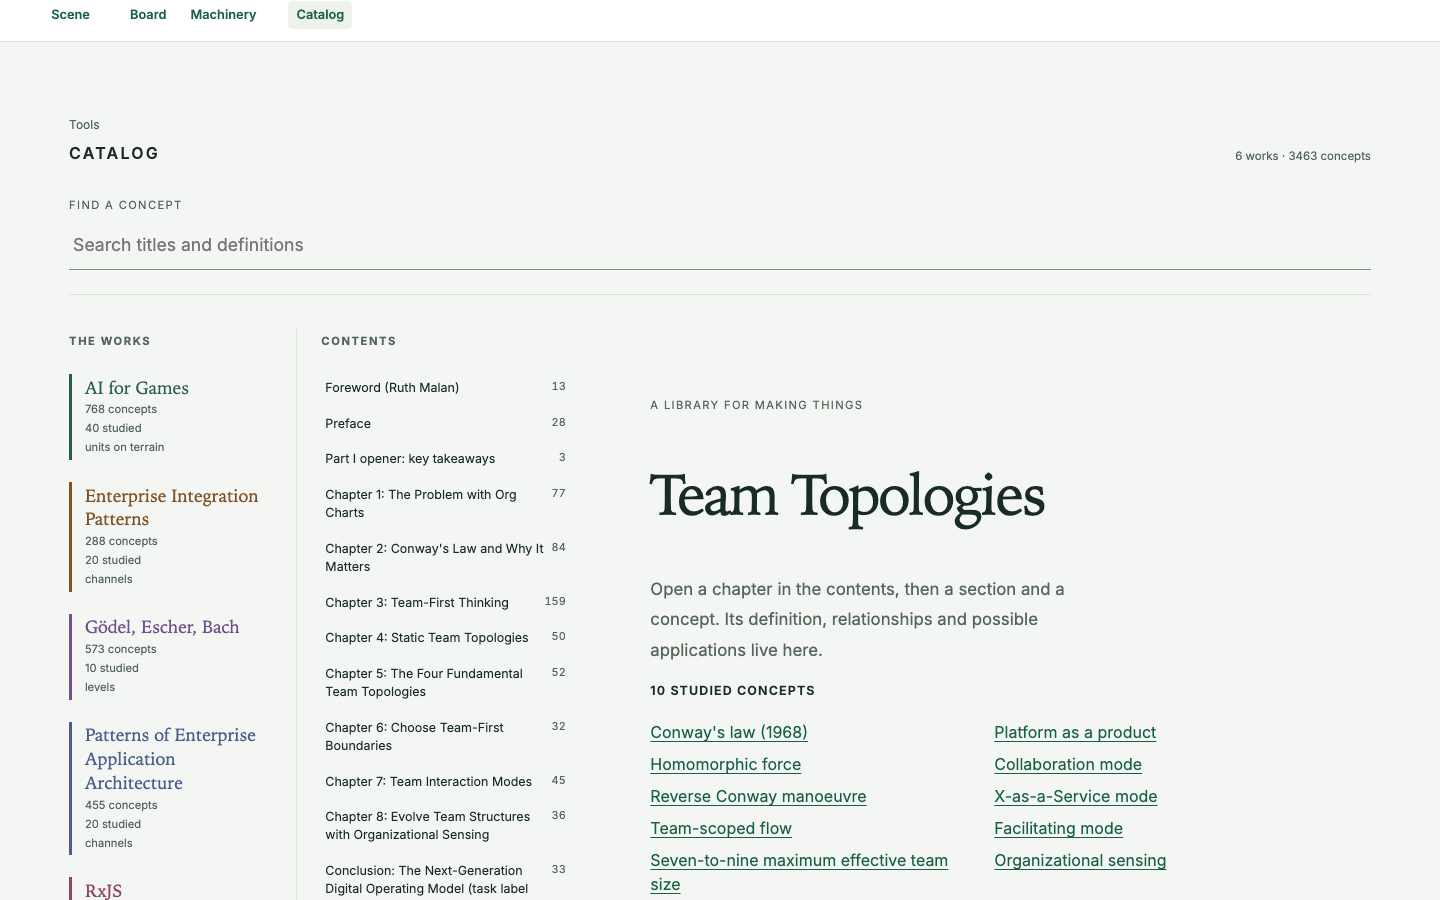 Scene
Board
Machinery
Catalog
Tools
CATALOG
6 works · 3463 concepts
FIND A CONCEPT
Search titles and definitions
THE WORKS
AI for Games
768 concepts
40 studied
units on terrain
Enterprise Integration
Patterns
288 concepts
20 studied
channels
Gödel, Escher, Bach
573 concepts
10 studied
levels
Patterns of Enterprise
Application
Architecture
455 concepts
20 studied
channels
RxJS
CONTENTS
Foreword (Ruth Malan) 13
Preface 28
Part I opener: key takeaways 3
Chapter 1: The Problem with Org 77
Charts
Chapter 2: Conway's Law and Why It 84
Matters
Chapter 3: Team-First Thinking 159
Chapter 4: Static Team Topologies 50
Chapter 5: The Four Fundamental 52
Team Topologies
Chapter 6: Choose Team-First 32
Boundaries
Chapter 7: Team Interaction Modes 45
Chapter 8: Evolve Team Structures 36
with Organizational Sensing
Conclusion: The Next-Generation 33
Digital Operating Model (task label
A LIBRARY FOR MAKING THINGS
Team Topologies
Open a chapter in the contents, then a section and a
concept. Its definition, relationships and possible
applications live here.
10 STUDIED CONCEPTS
Conway's law (1968)
Homomorphic force
Reverse Conway manoeuvre
Team-scoped flow
Seven-to-nine maximum effective team
size
Platform as a product
Collaboration mode
X-as-a-Service mode
Facilitating mode
Organizational sensing